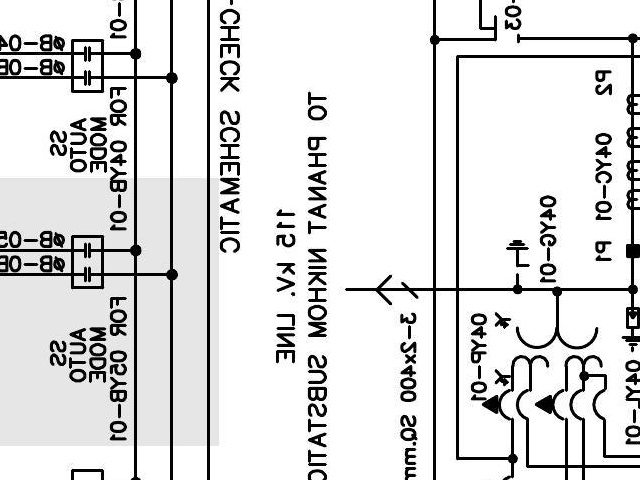 -CHECK SCHEMATIC
TO PHANAT NIKHOM SUBSTATIO
115 kV. LINE
FOR 04YB-01
AUTO
MODE
SS
FOR 05YB-01
AUTO
MODE
SS
ØB-04
ØB-0E
ØB-05
ØB-0E
-03
P2
04YC-01
P1
04YG-01
04YP-01
3-2x400 SQ.mm.
04YL-01
-01